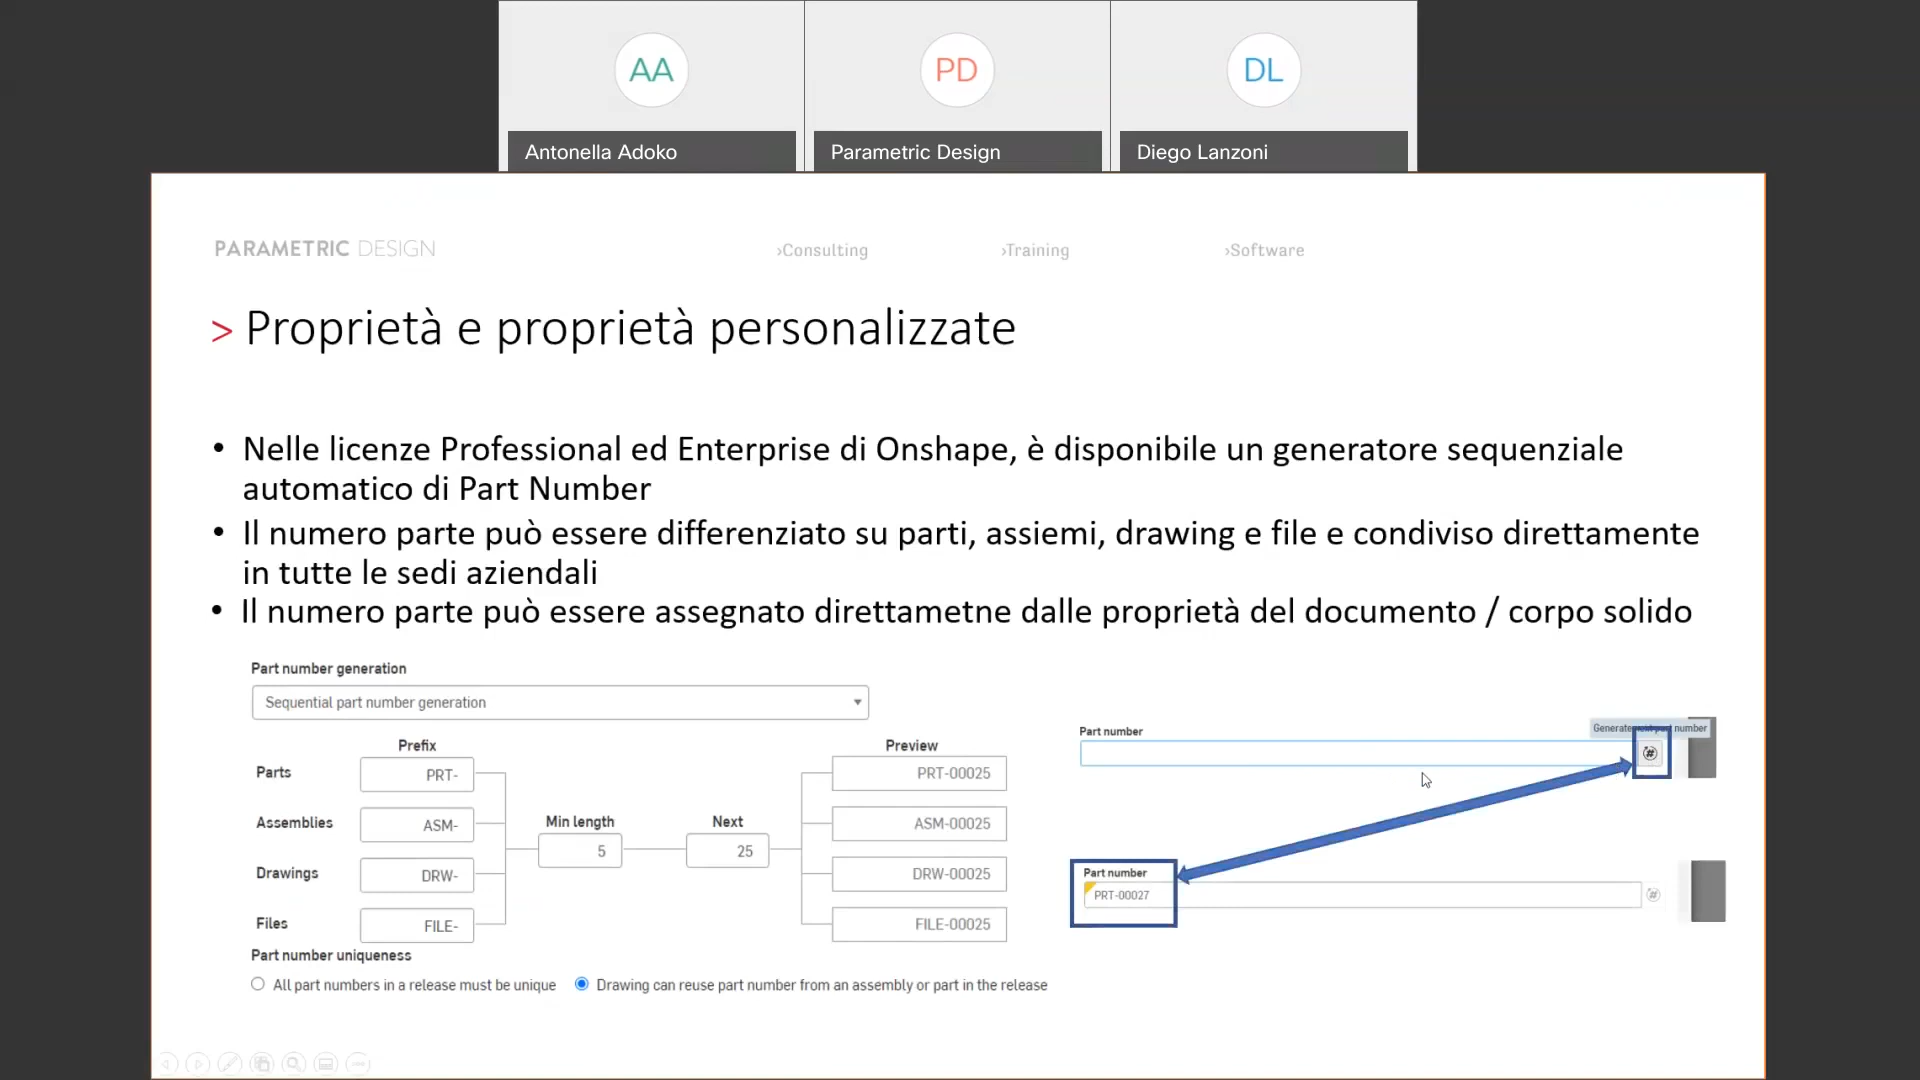 AA
PD
DL
Antonella Adoko
Parametric Design
Diego Lanzoni
PARAMETRIC DESIGN
›Consulting
›Training
›Software
> Proprietà e proprietà personalizzate
• Nelle licenze Professional ed Enterprise di Onshape, è disponibile un generatore sequenziale
automatico di Part Number
• Il numero parte può essere differenziato su parti, assiemi, drawing e file e condiviso direttamente
in tutte le sedi aziendali
• Il numero parte può essere assegnato direttametne dalle proprietà del documento / corpo solido
Part number generation
Sequential part number generation
Prefix
Preview
Parts
PRT-
PRT-00025
Assemblies
ASM-
ASM-00025
Min length
Next
5
25
Drawings
DRW-
DRW-00025
Files
FILE-
FILE-00025
Part number uniqueness
All part numbers in a release must be unique
Drawing can reuse part number from an assembly or part in the release
Part number
Generate next part number
#
Part number
PRT-00027
#